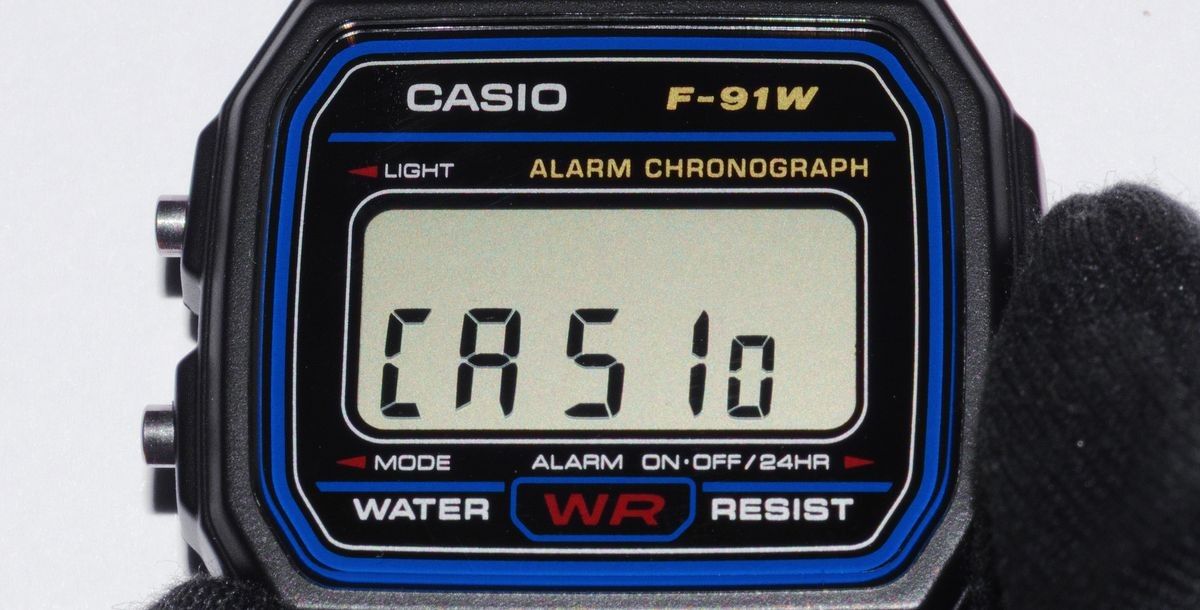 CASIO F-91W
LIGHT ALARM CHRONOGRAPH
CASIo
MODE ALARM ON·OFF/24HR
WATER WR RESIST